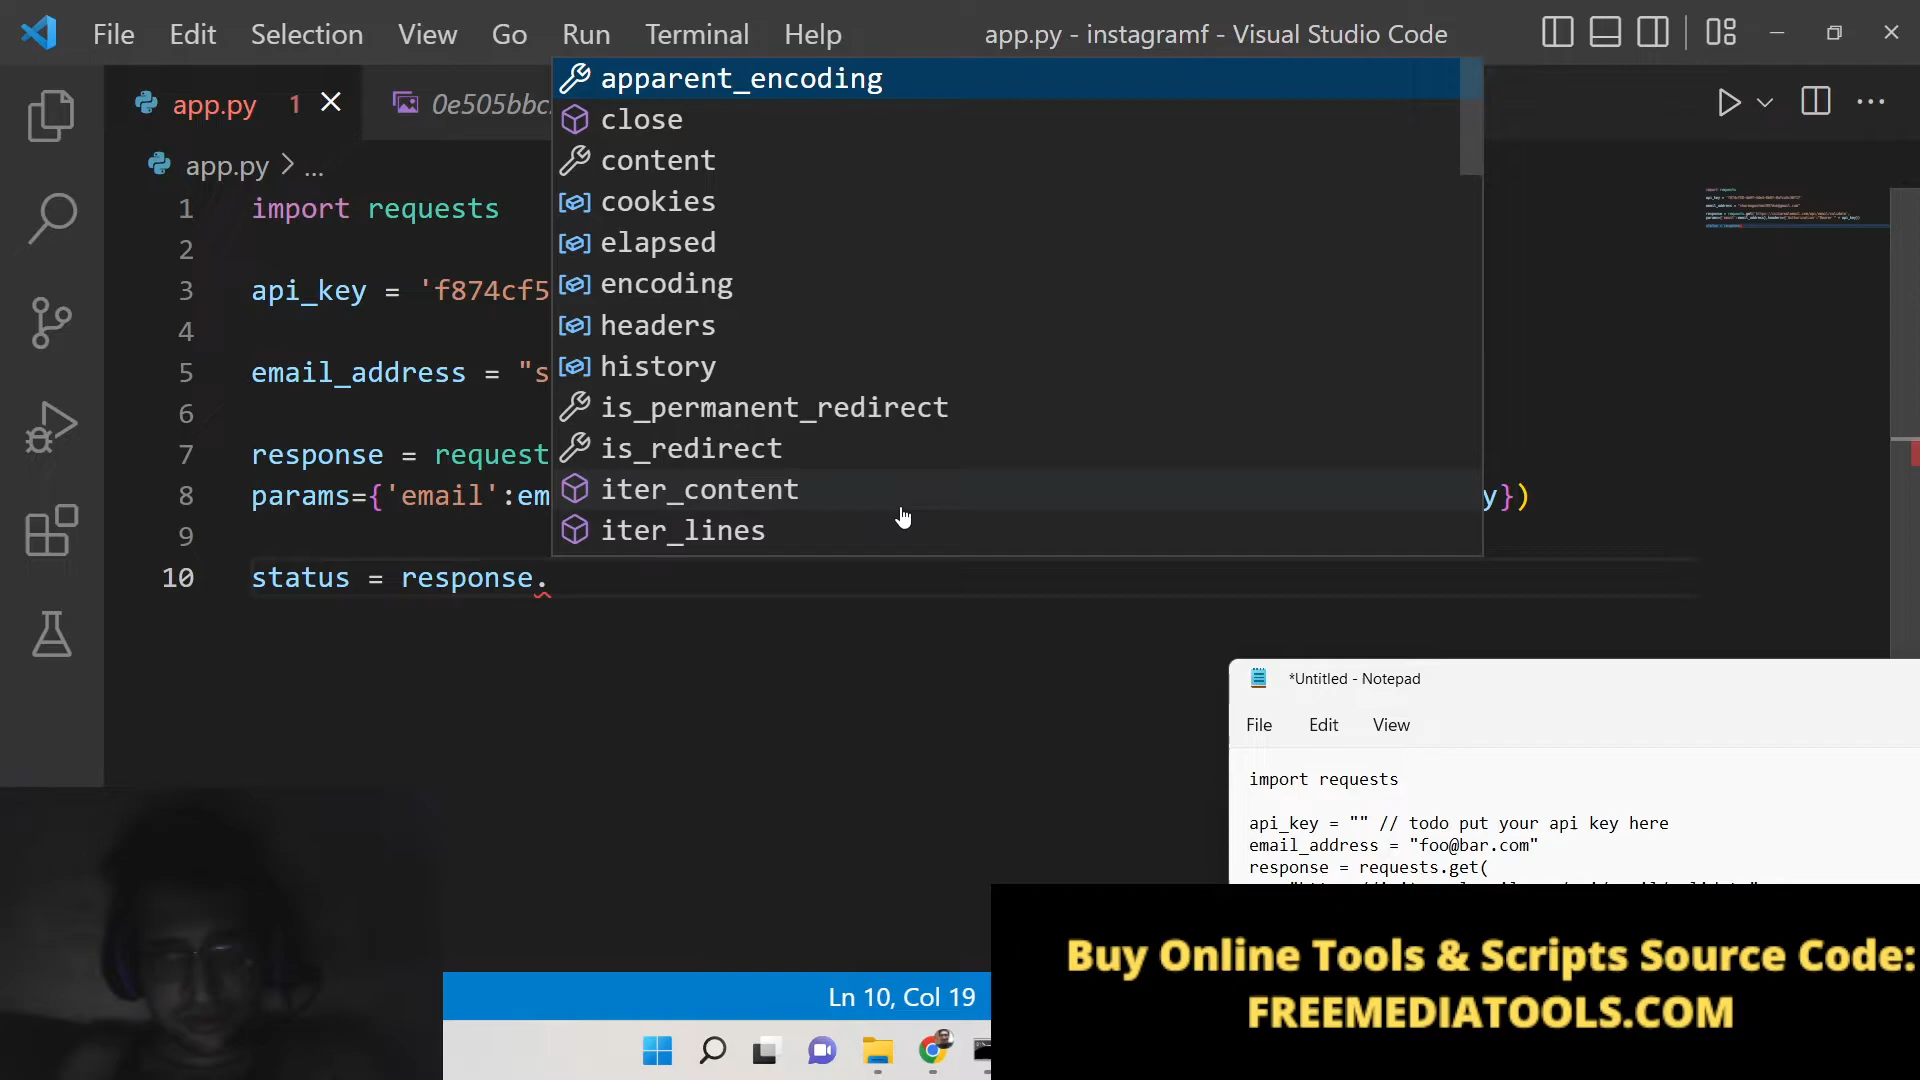 File Edit Selection View Go Run Terminal Help app.py - instagramf - Visual Studio Code
app.py 1 0e505bbc
app.py > ...
1 import requests
2
3 api_key = 'f874cf5
4
5 email_address = "s
6
7 response = request
8 params={'email':em y})
9
10 status = response.
apparent_encoding
close
content
cookies
elapsed
encoding
headers
history
is_permanent_redirect
is_redirect
iter_content
iter_lines
*Untitled - Notepad
File Edit View
import requests
api_key = "" // todo put your api key here
email_address = "foo@bar.com"
response = requests.get(
Buy Online Tools & Scripts Source Code:
FREEMEDIATOOLS.COM
Ln 10, Col 19